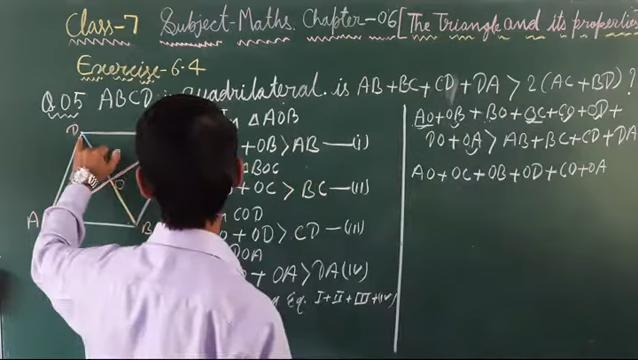 Class-7 Subject-Maths. Chapter-06 [The Triangle and its properties
Exercise-6.4
Q.05 ABCD quadrilateral. is AB+BC+CD+DA > 2(AC+BD)?
In △AOB
+ OB > AB —(i)
BOC
+ OC > BC —(ii)
COD
+ OD > CD —(iii)
DOA
+ OA > DA (iv)
Eq. I+II+III+(iv)
D
O
A
B
AO+OB+BO+OC+CO+OD+
DO+OA > AB+BC+CD+DA
AO+OC+OB+OD+CO+OA